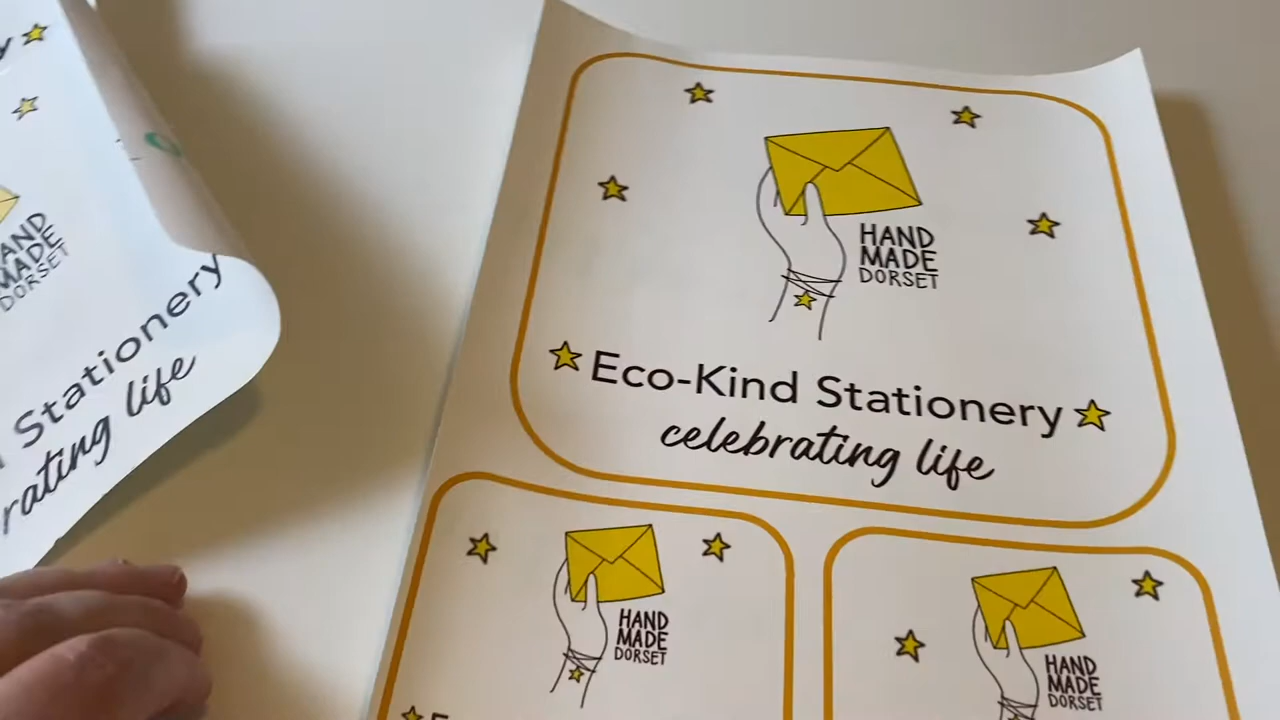 HAND
MADE
DORSET
Stationery
life
HAND
MADE
DORSET
Eco-Kind Stationery
celebrating life
HAND
MADE
DORSET
HAND
MADE
DORSET